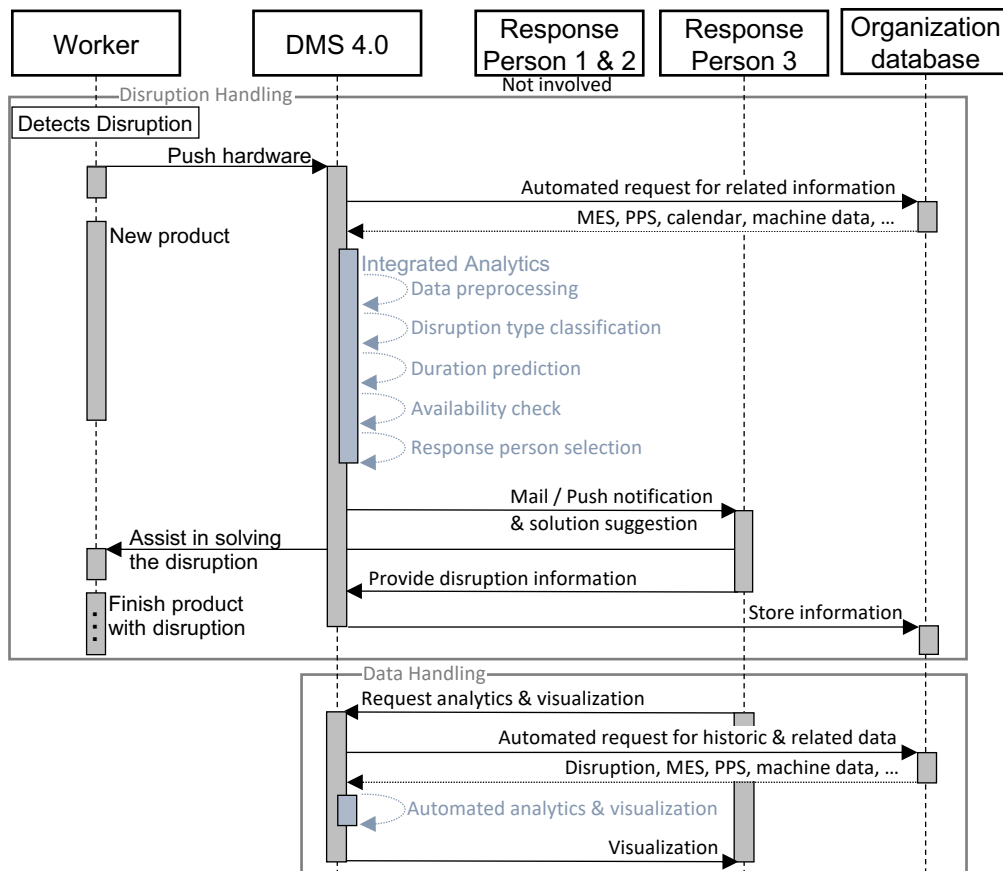 Worker
DMS 4.0
Response
Person 1 & 2
Response
Person 3
Organization
database
Not involved
Disruption Handling
Detects Disruption
Push hardware
Automated request for related information
MES, PPS, calendar, machine data, ...
New product
Integrated Analytics
Data preprocessing
Disruption type classification
Duration prediction
Availability check
Response person selection
Mail / Push notification
& solution suggestion
Assist in solving
the disruption
Provide disruption information
Finish product
with disruption
Store information
Data Handling
Request analytics & visualization
Automated request for historic & related data
Disruption, MES, PPS, machine data, ...
Automated analytics & visualization
Visualization